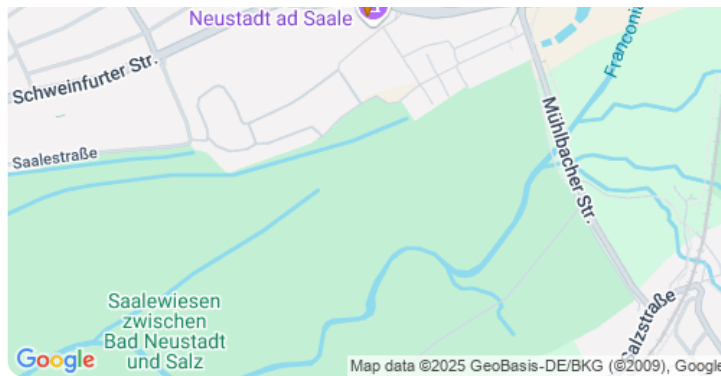 Neustadt ad Saale
Schweinfurter Str.
Franconi
Mühlbacher Str.
Saalestraße
Saalewiesen
zwischen
Bad Neustadt
und Salz
Salzstraße
Google
Map data ©2025 GeoBasis-DE/BKG (©2009), Google